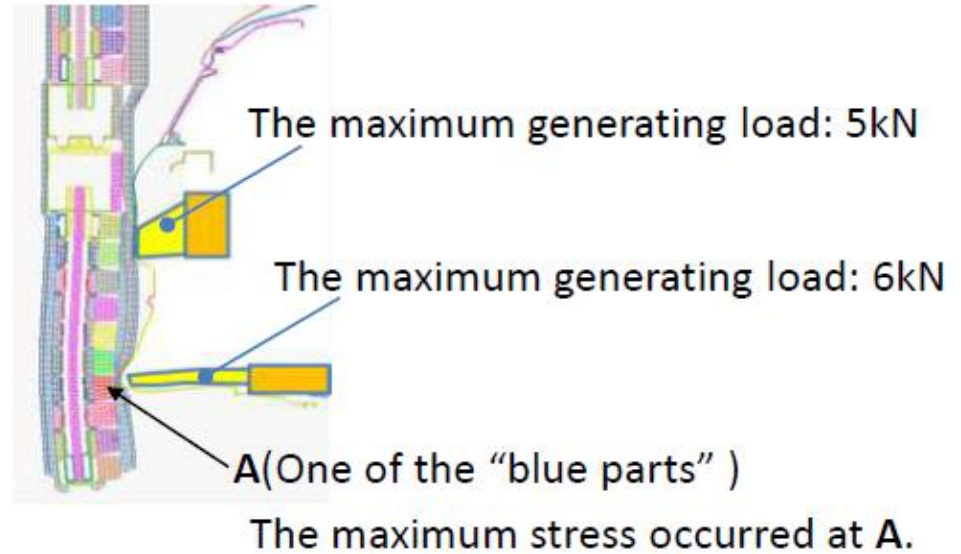 The maximum generating load: 5kN
The maximum generating load: 6kN
A(One of the “blue parts” )
The maximum stress occurred at A.